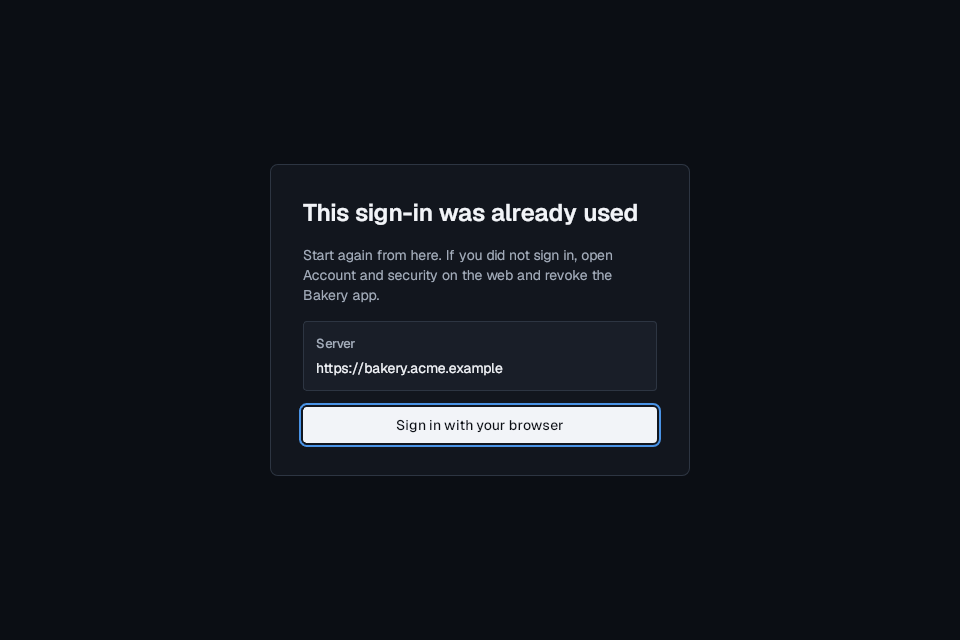 This sign-in was already used
Start again from here. If you did not sign in, open
Account and security on the web and revoke the
Bakery app.
Server
https://bakery.acme.example
Sign in with your browser